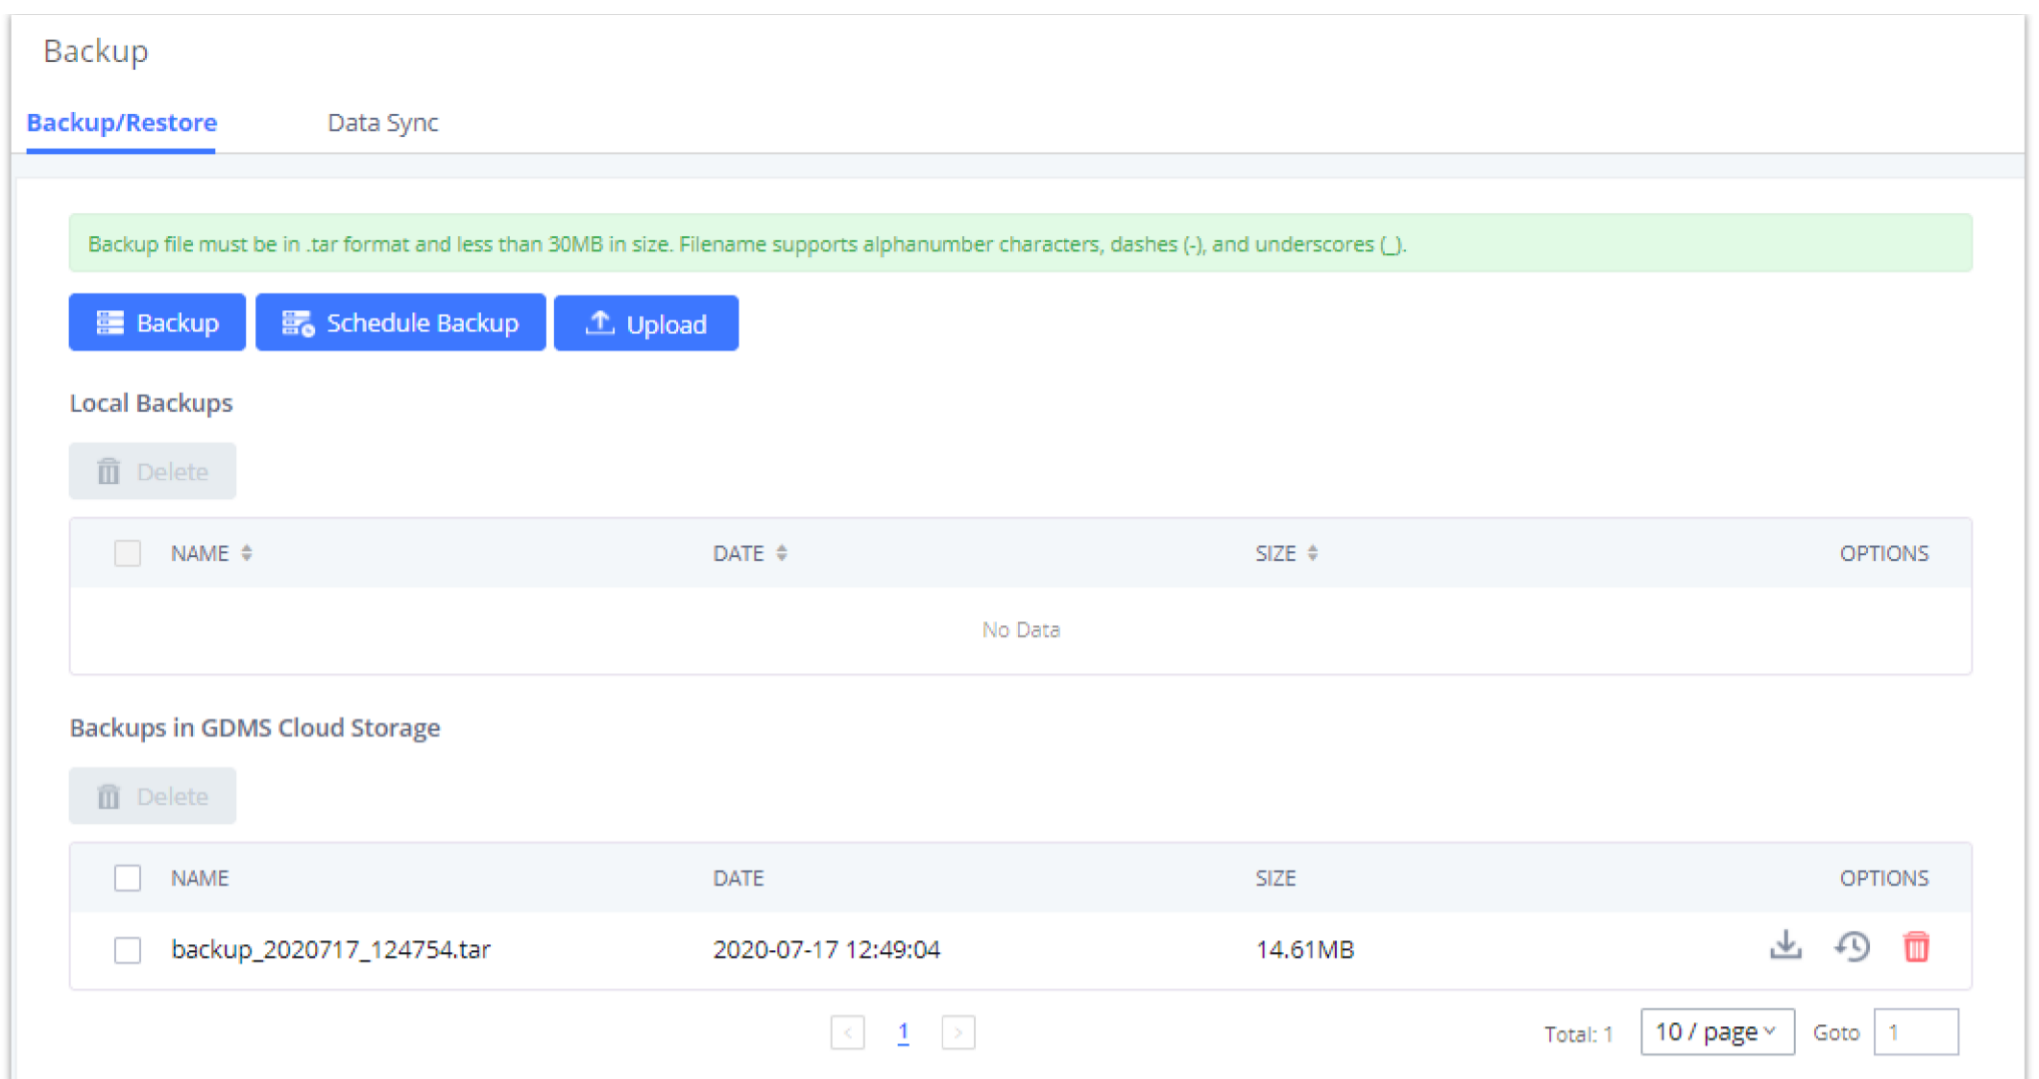 Backup
Backup/Restore Data Sync
Backup file must be in .tar format and less than 30MB in size. Filename supports alphanumber characters, dashes (-), and underscores (_).
Backup Schedule Backup Upload
Local Backups
Delete
NAME DATE SIZE OPTIONS
No Data
Backups in GDMS Cloud Storage
Delete
NAME DATE SIZE OPTIONS
backup_2020717_124754.tar 2020-07-17 12:49:04 14.61MB
< 1 > Total: 1 10 / page Goto 1